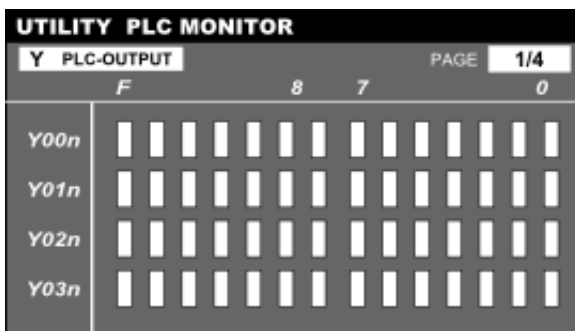 UTILITY PLC MONITOR
Y PLC-OUTPUT PAGE 1/4
F 8 7 0
Y00n
Y01n
Y02n
Y03n